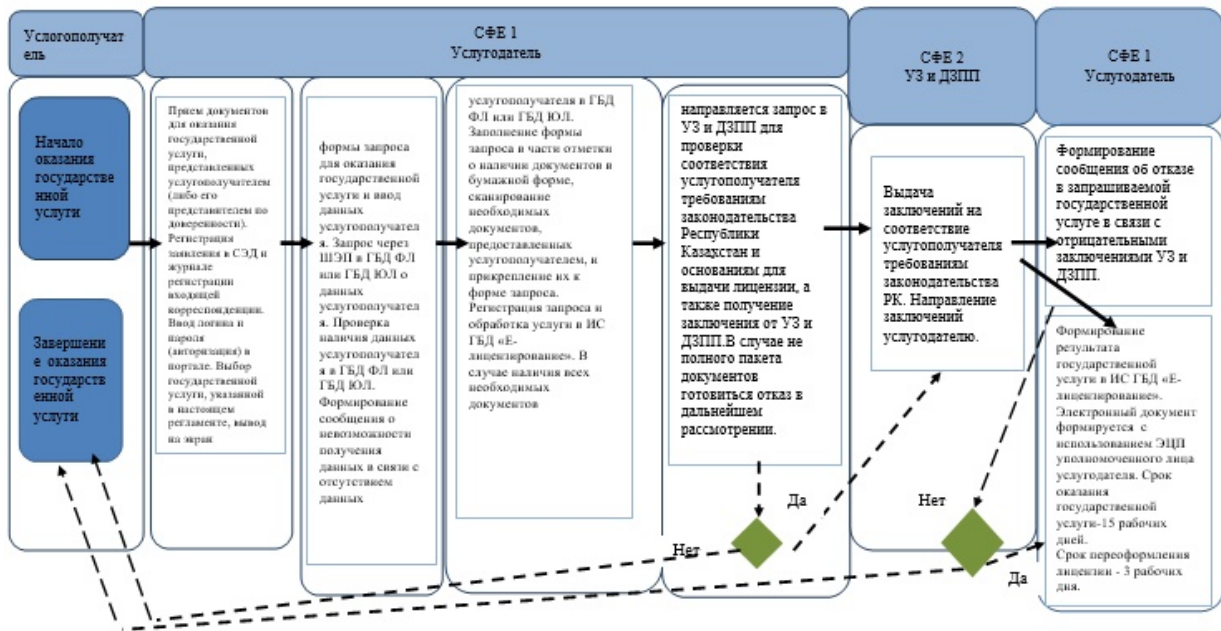 Услогополучат
ель
СФЕ 1
Услугодатель
СФЕ 2
УЗ и ДЗПП
СФЕ 1
Услугодатель
Начало
оказания
государстве
нной
услуги
Завершени
е оказания
государств
енной
услуги
Прием документов
для оказания
государственной
услуги,
представленных
услугополучателем
(либо его
представителем по
доверенности).
Регистрация
заявления в СЭД и
журнале
регистрации
входящей
корреспонденции.
Ввод логина и
пароля
(авторизация) в
портале. Выбор
государственной
услуги, указанной
в настоящем
регламенте, вывод
на экран
формы запроса
для оказания
государственной
услуги и ввод
данных
услугополучател
я. Запрос через
ШЭП в ГБД ФЛ
или ГБД ЮЛ о
данных
услугополучател
я. Проверка
наличия данных
услугополучател
я в ГБД ФЛ или
ГБД ЮЛ.
Формирование
сообщения о
невозможности
получения
данных в связи с
отсутствием
данных
услугополучателя в ГБД
ФЛ или ГБД ЮЛ.
Заполнение формы
запроса в части отметки
о наличии документов в
бумажной форме,
сканирование
необходимых
документов,
предоставленных
услугополучателем, и
прикрепление их к
форме запроса.
Регистрация запроса и
обработка услуги в ИС
ГБД «Е-
лицензирование». В
случае наличия всех
необходимых
документов
направляется запрос в
УЗ и ДЗПП для
проверки
соответствия
услугополучателя
требованиям
законодательства
Республики
Казахстан и
основаниям для
выдачи лицензии, а
также получение
заключения от УЗ и
ДЗПП.В случае не
полного пакета
документов
готовиться отказ в
дальнейшем
рассмотрении.
Да
Нет
Выдача
заключений на
соответствие
услугополучателя
требованиям
законодательства
РК. Направление
заключений
услугодателю.
Нет
Да
Формирование
сообщения об отказе
в запрашиваемой
государственной
услуге в связи с
отрицательными
заключениями УЗ и
ДЗПП.
Формирование
результата
государственной
услуги в ИС ГБД «Е-
лицензирование».
Электронный документ
формируется с
использованием ЭЦП
уполномоченного лица
услугодателя. Срок
оказания
государственной
услуги-15 рабочих
дней.
Срок переоформления
лицензии - 3 рабочих
дня.